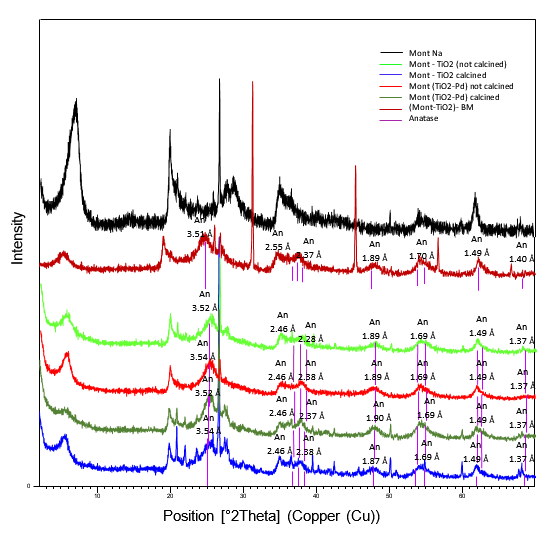 Mont Na
Mont - TiO2 (not calcined)
Mont - TiO2 calcined
Mont (TiO2-Pd) not calcined
Mont (TiO2-Pd) calcined
(Mont-TiO2)- BM
Anatase
Intensity
An
3.51 Å
An
2.55 Å
An
2.37 Å
An
1.89 Å
An
1.70 Å
An
1.49 Å
An
1.40 Å
An
3.52 Å
An
2.46 Å
An
2.28 Å
An
1.89 Å
An
1.69 Å
An
1.49 Å
An
1.37 Å
An
3.54 Å
An
2.46 Å
An
2.38 Å
An
1.89 Å
An
1.69 Å
An
1.49 Å
An
1.37 Å
An
3.52 Å
An
2.46 Å
An
2.37 Å
An
1.90 Å
An
1.69 Å
An
1.49 Å
An
1.37 Å
An
3.54 Å
An
2.46 Å
An
2.38 Å
An
1.87 Å
An
1.69 Å
An
1.49 Å
An
1.37 Å
0
10 20 30 40 50 60
Position [°2Theta] (Copper (Cu))